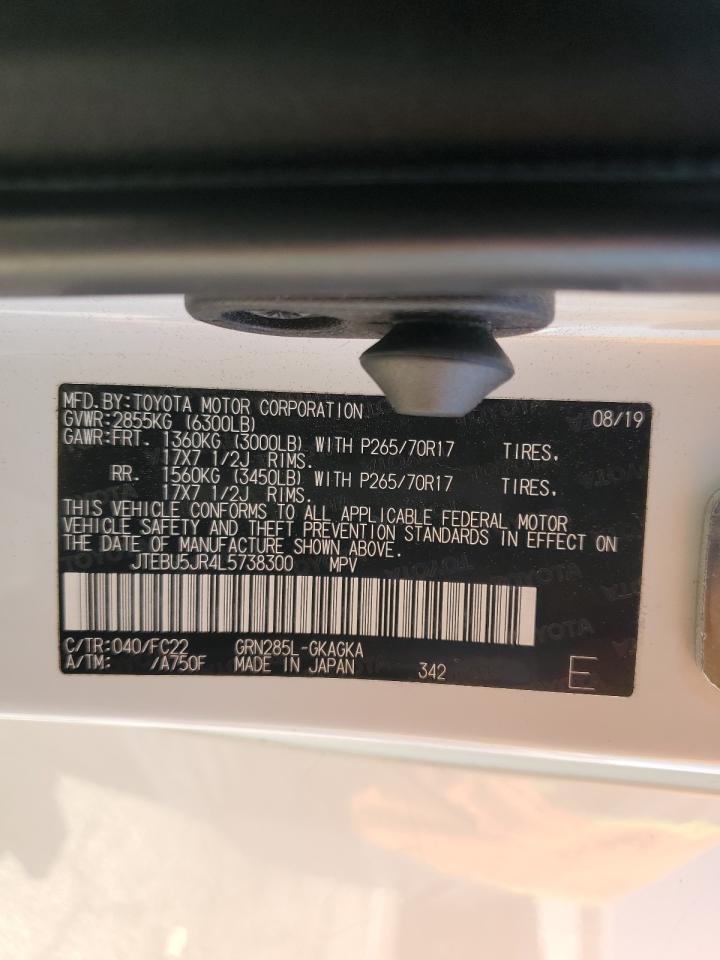 MFD.BY:TOYOTA MOTOR CORPORATION 08/19
GVWR:2855KG (6300LB)
GAWR:FRT. 1360KG (3000LB) WITH P265/70R17 TIRES,
17X7 1/2J RIMS.
RR. 1560KG (3450LB) WITH P265/70R17 TIRES,
17X7 1/2J RIMS.
THIS VEHICLE CONFORMS TO ALL APPLICABLE FEDERAL MOTOR
VEHICLE SAFETY AND THEFT PREVENTION STANDARDS IN EFFECT ON
THE DATE OF MANUFACTURE SHOWN ABOVE.
JTEBU5JR4L5738300 MPV
C/TR:040/FC22 GRN285L-GKAGKA
A/TM: /A750F MADE IN JAPAN 342 E